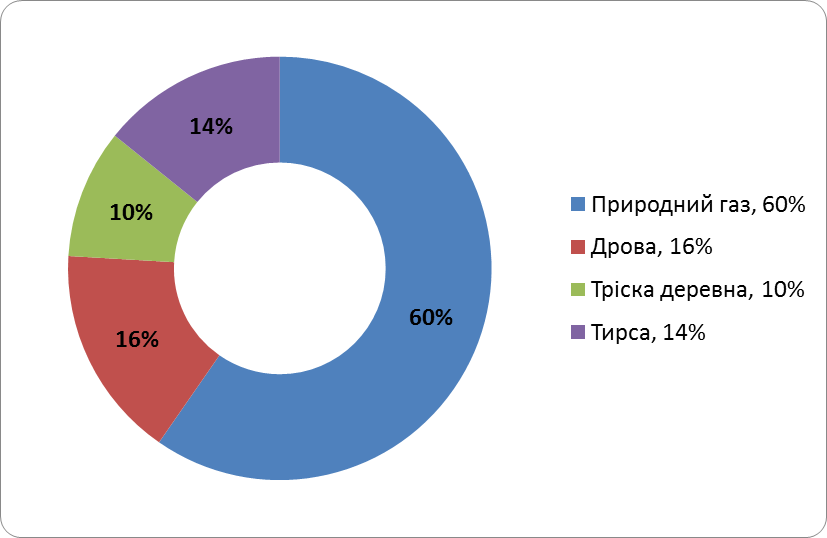 14%
10%
16%
60%
Природний газ, 60%
Дрова, 16%
Тріска деревна, 10%
Тирса, 14%